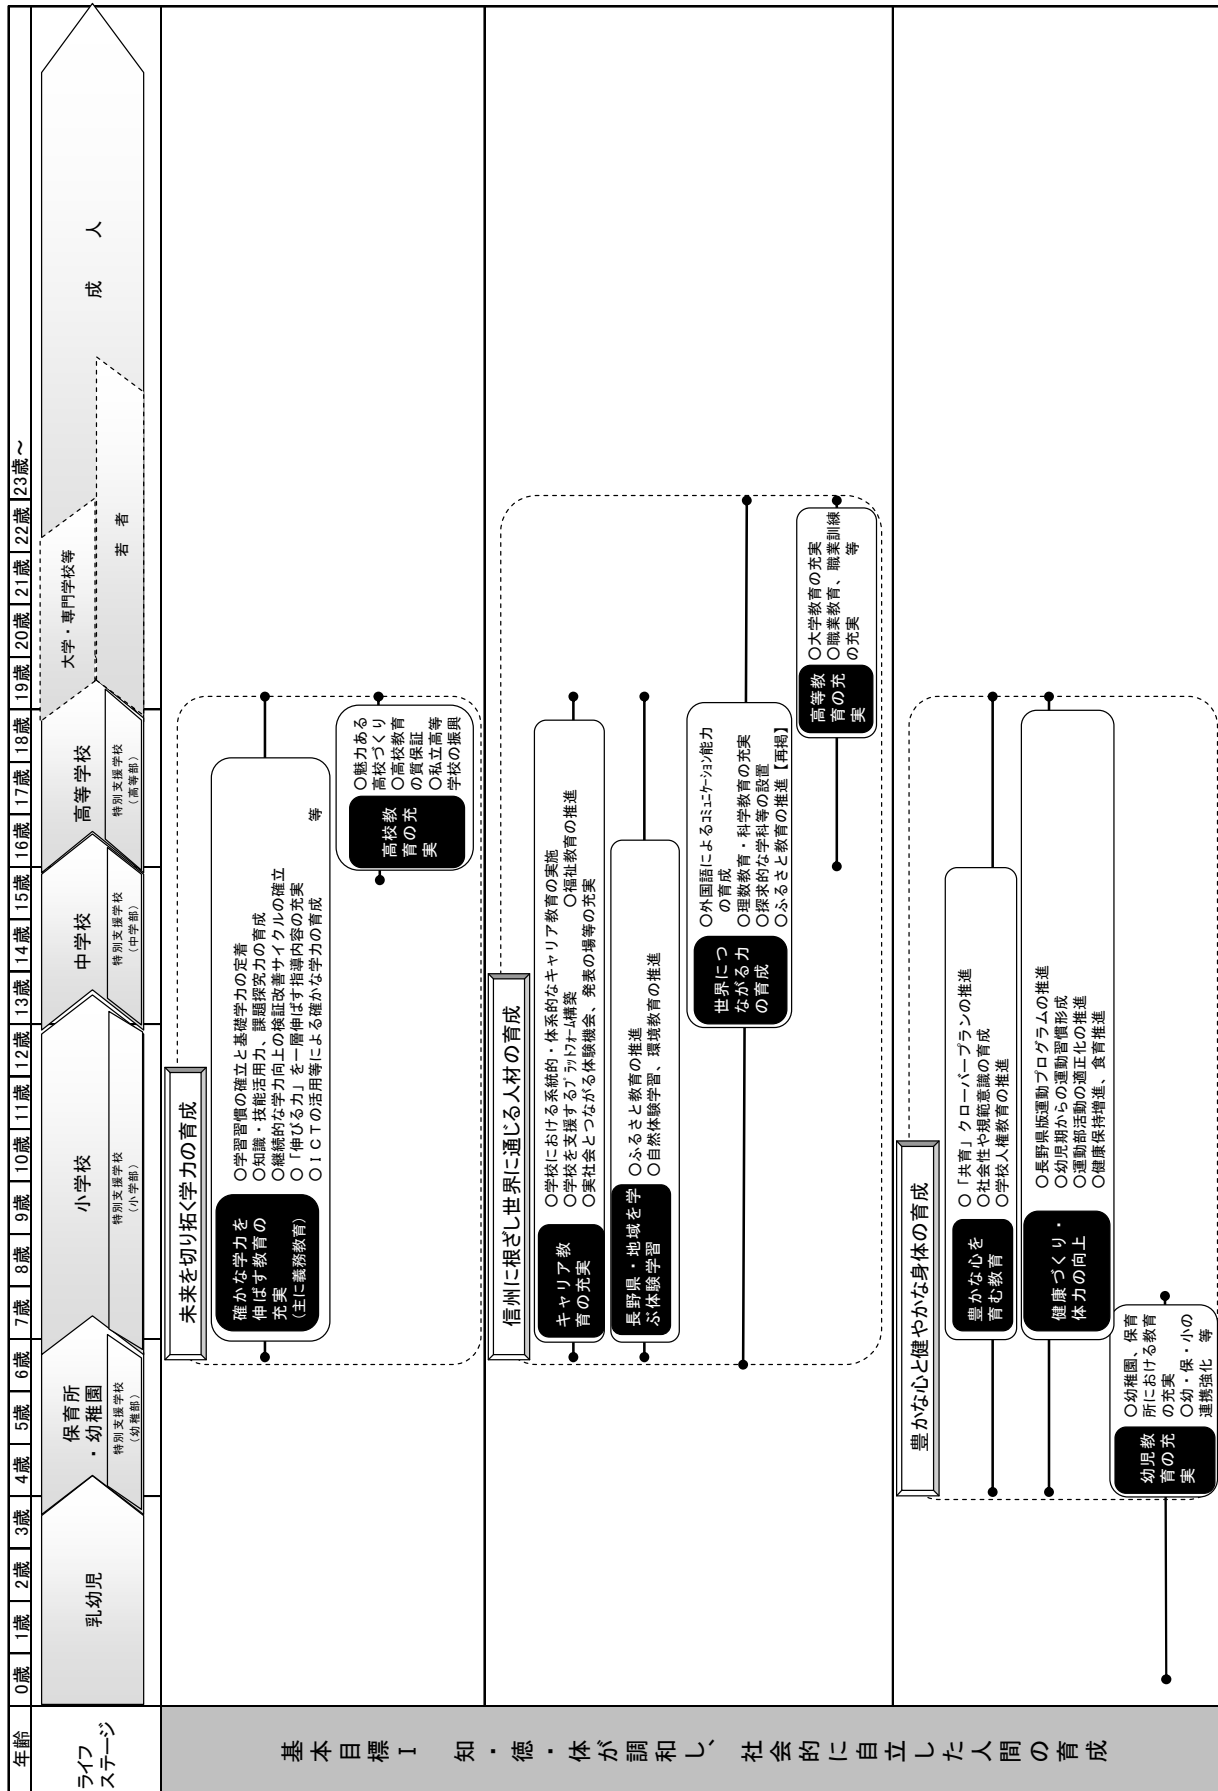 年齢
0歳
1歳
2歳
3歳
4歳
5歳
6歳
7歳
8歳
9歳
10歳
11歳
12歳
13歳
14歳
15歳
16歳
17歳
18歳
19歳
20歳
21歳
22歳
23歳～
ライフ
ステージ
乳幼児
保育所
・幼稚園
特別支援学校
(幼稚部)
小学校
特別支援学校
(小学部)
中学校
特別支援学校
(中学部)
高等学校
特別支援学校
(高等部)
大学・専門学校等
若者
成人
基本目標Ⅰ 知・徳・体が調和し、社会的に自立した人間の育成
未来を切り拓く学力の育成
確かな学力を
伸ばす教育の
充実
(主に義務教育)
○学習習慣の確立と基礎学力の定着
○知識・技能活用力、課題探究力の育成
○継続的な学力向上の検証改善サイクルの確立
○「伸びる力」を一層伸ばす指導内容の充実
○ＩＣＴの活用等による確かな学力の育成 等
高校教
育の充
実
○魅力ある
高校づくり
○高校教育
の質保証
○私立高等
学校の振興
信州に根ざし世界に通じる人材の育成
キャリア教
育の充実
○学校における系統的・体系的なキャリア教育の実施
○学校を支援するﾌﾟﾗｯﾄﾌｫｰﾑ構築 ○福祉教育の推進
○実社会とつながる体験機会、発表の場等の充実
長野県・地域を学
ぶ体験学習
○ふるさと教育の推進
○自然体験学習、環境教育の推進
世界につ
ながる力
の育成
○外国語によるｺﾐｭﾆｹｰｼｮﾝ能力
の育成
○理数教育・科学教育の充実
○探求的な学科等の設置
○ふるさと教育の推進【再掲】
高等教
育の充
実
○大学教育の充実
○職業教育、職業訓練
の充実 等
豊かな心と健やかな身体の育成
豊かな心を
育む教育
○「共育」クローバープランの推進
○社会性や規範意識の育成
○学校人権教育の推進
健康づくり・
体力の向上
○長野県版運動プログラムの推進
○幼児期からの運動習慣形成
○運動部活動の適正化の推進
○健康保持増進、食育推進
幼児教
育の充
実
○幼稚園、保育
所における教育
の充実
○幼・保・小の
連携強化 等